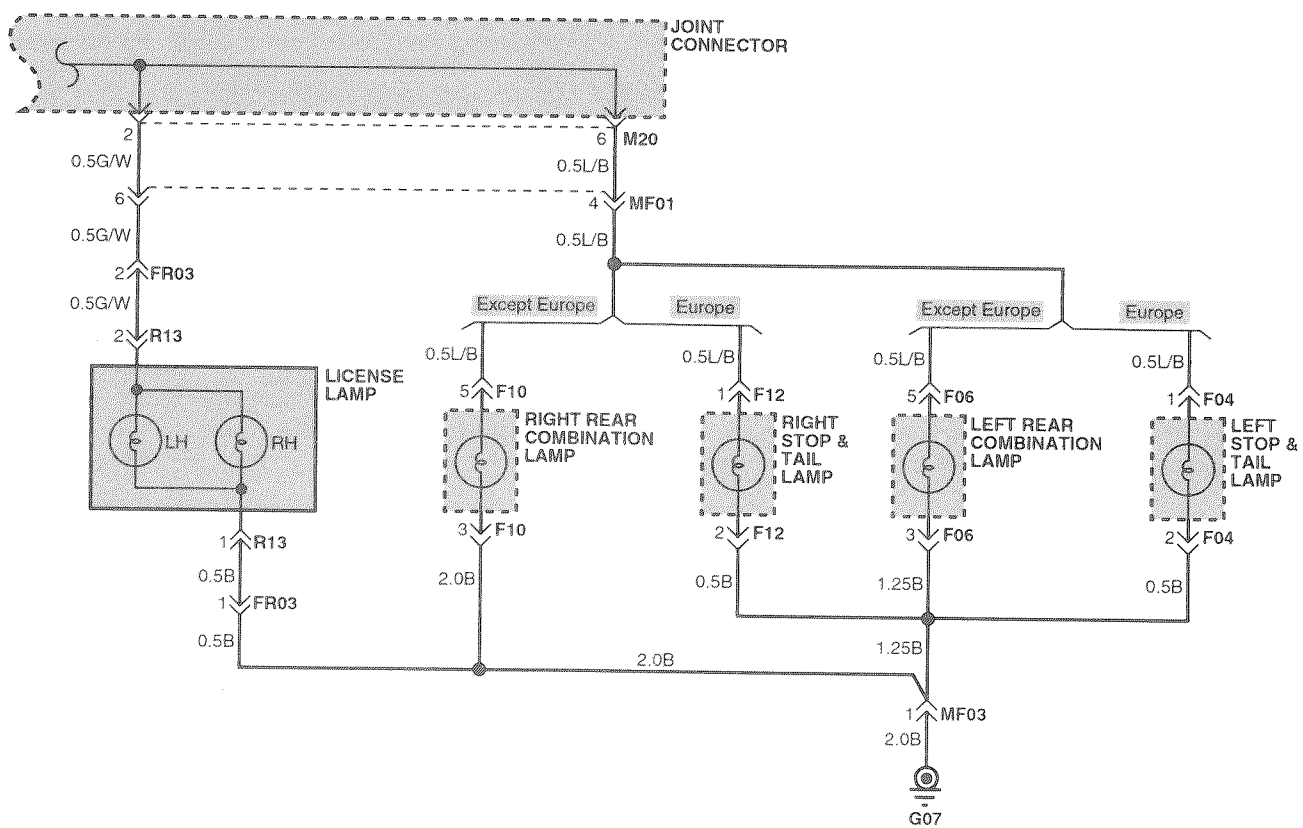 JOINT
CONNECTOR
2
6 M20
0.5G/W
0.5L/B
6
4 MF01
0.5G/W
0.5L/B
2 FR03
0.5G/W
Except Europe
Europe
Except Europe
Europe
2 R13
0.5L/B
0.5L/B
0.5L/B
0.5L/B
LICENSE
LAMP
LH
RH
5 F10
1 F12
5 F06
1 F04
RIGHT REAR
COMBINATION
LAMP
RIGHT
STOP &
TAIL
LAMP
LEFT REAR
COMBINATION
LAMP
LEFT
STOP &
TAIL
LAMP
3 F10
2 F12
3 F06
2 F04
1 R13
0.5B
2.0B
0.5B
1.25B
0.5B
1 FR03
0.5B
2.0B
1.25B
1 MF03
2.0B
G07